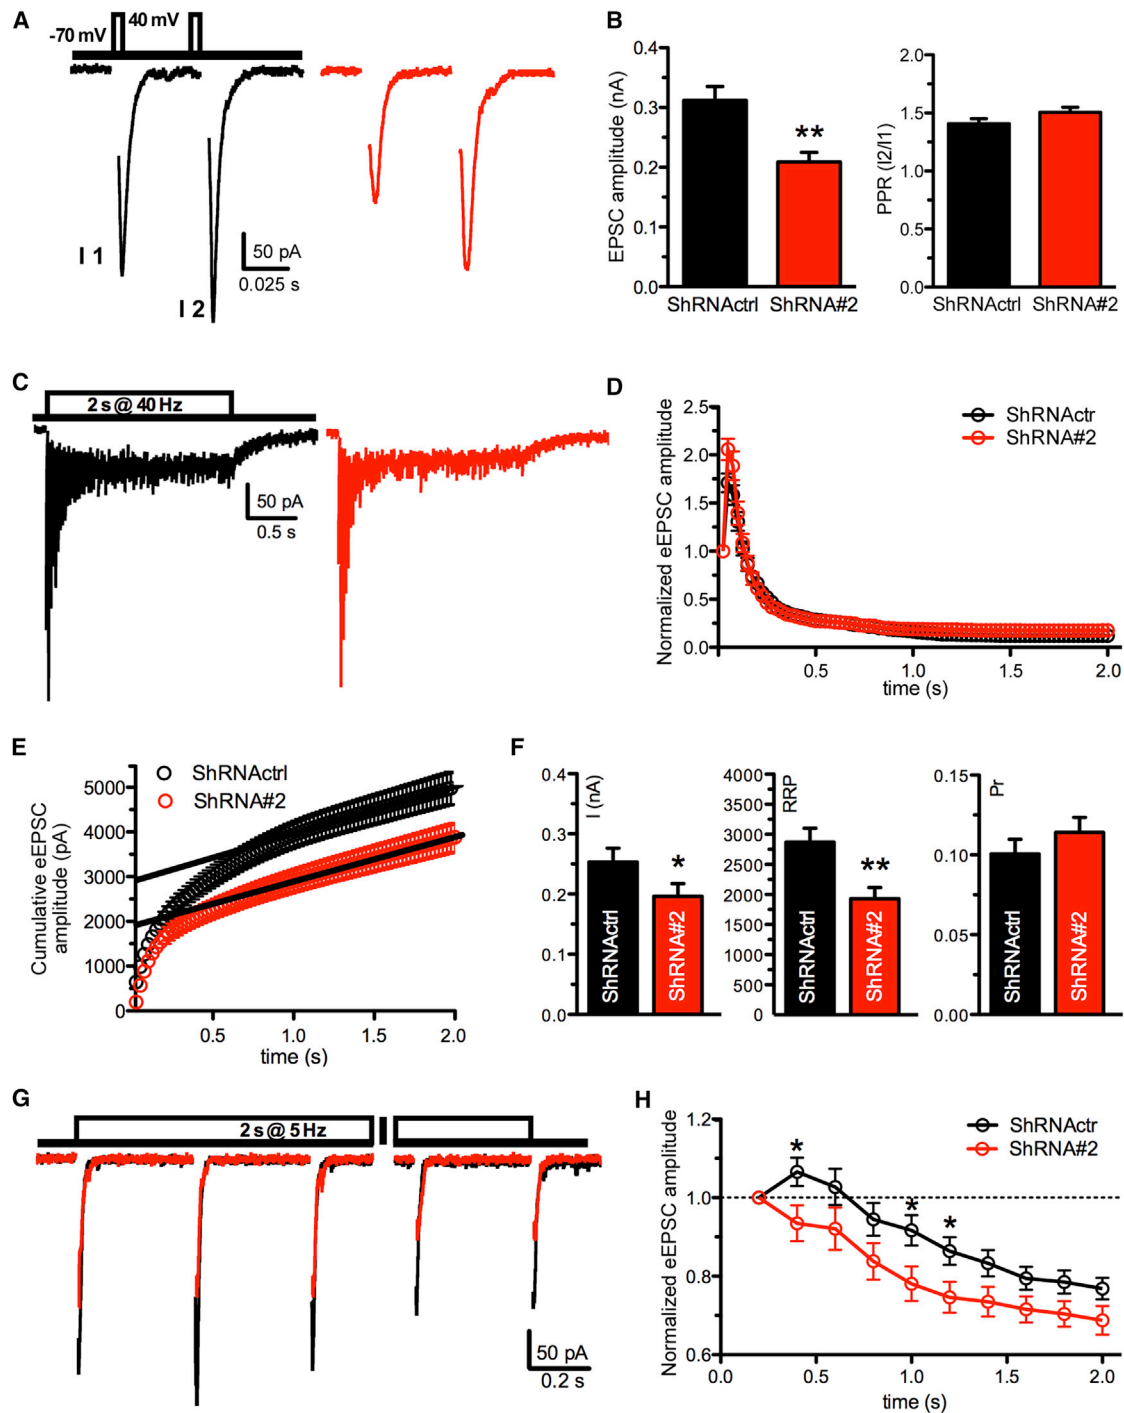 A
-70 mV
40 mV
I 1
I 2
50 pA
0.025 s
B
EPSC amplitude (nA)
0.4
0.3
0.2
0.1
0.0
**
ShRNActrl
ShRNA#2
PPR (I2/I1)
2.0
1.5
1.0
0.5
0.0
ShRNActrl
ShRNA#2
C
2 s @ 40 Hz
50 pA
0.5 s
D
Normalized eEPSC amplitude
2.5
2.0
1.5
1.0
0.5
0.0
ShRNActr
ShRNA#2
0.5
1.0
1.5
2.0
time (s)
E
Cumulative eEPSC
amplitude (pA)
5000
4000
3000
2000
1000
0
ShRNActrl
ShRNA#2
0.5
1.0
1.5
2.0
time (s)
F
I (nA)
0.4
0.3
0.2
0.1
0.0
*
ShRNActrl
ShRNA#2
RRP
4000
3500
3000
2500
2000
1500
1000
500
0
**
ShRNActrl
ShRNA#2
Pr
0.15
0.10
0.05
0.00
ShRNActrl
ShRNA#2
G
2 s @ 5 Hz
50 pA
0.2 s
H
Normalized eEPSC amplitude
1.2
1.0
0.8
0.6
ShRNActr
ShRNA#2
*
*
*
0.0
0.5
1.0
1.5
2.0
time (s)